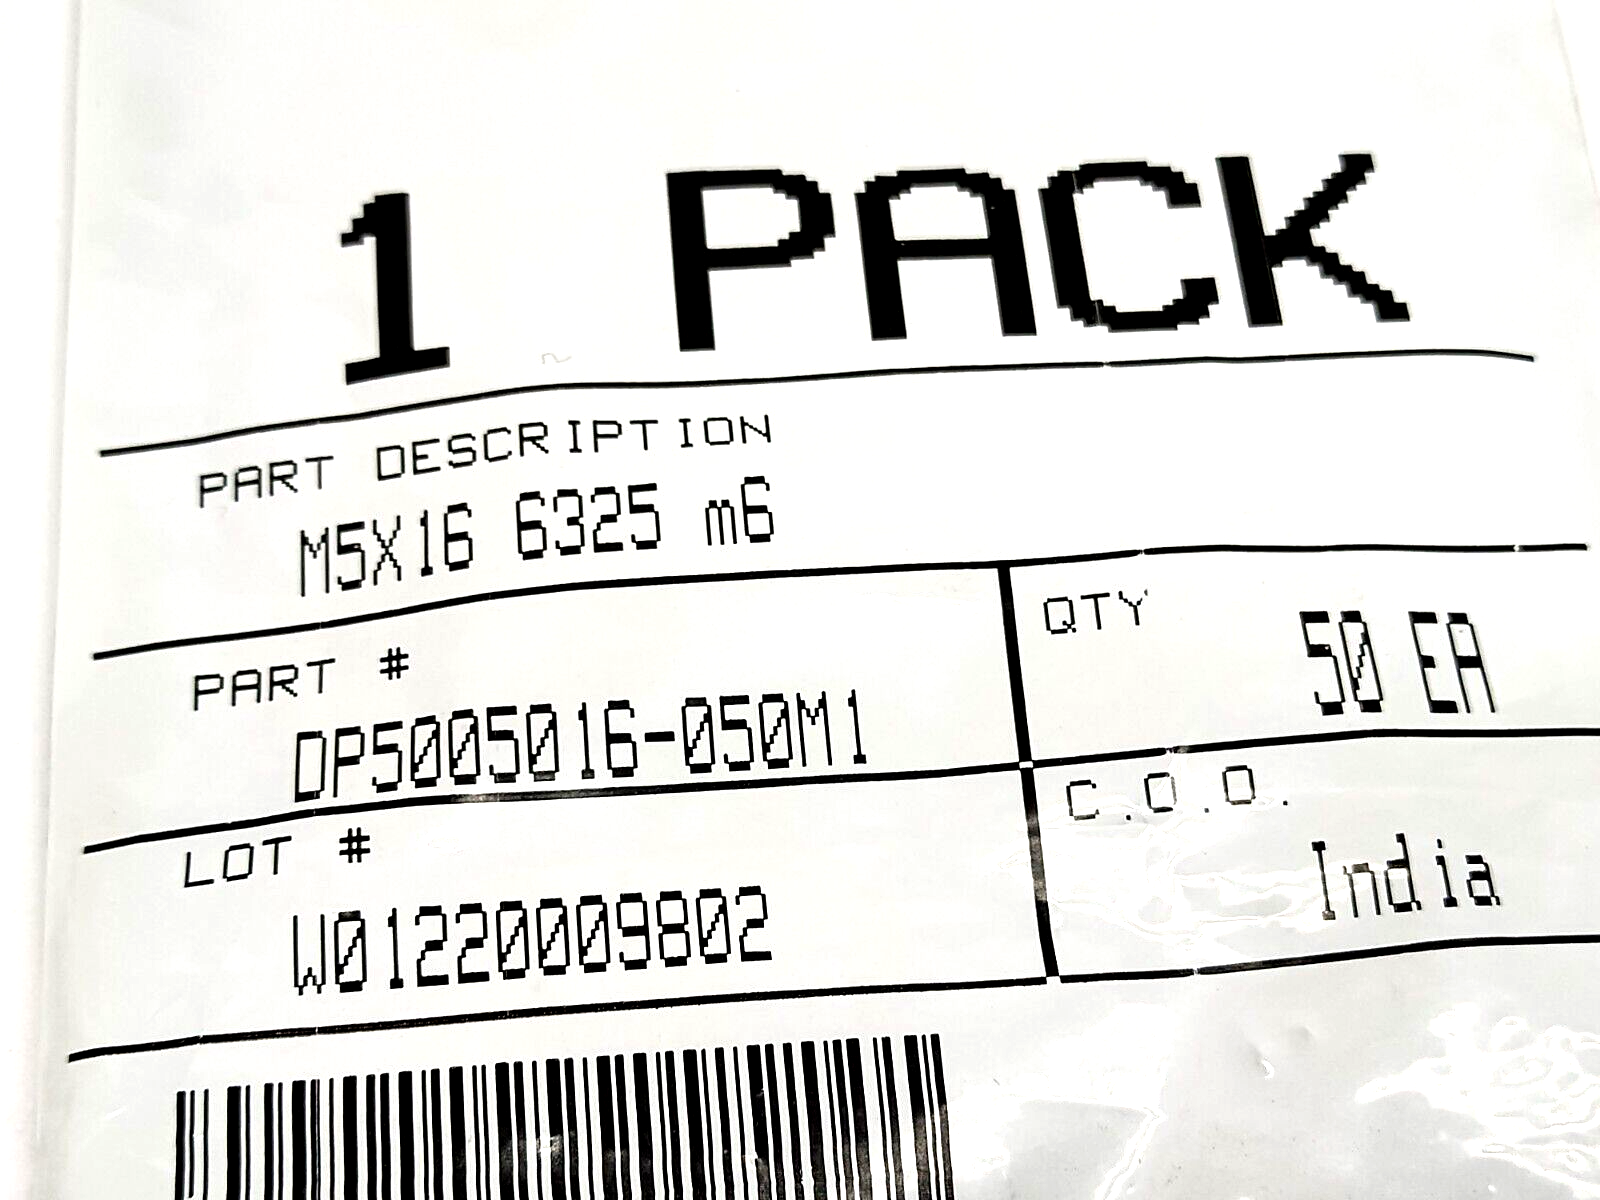 1 PACK
PART DESCRIPTION
M5X16 6325 m6
PART #
DP5005016-050M1
QTY
50 EA
LOT #
W01220009802
C.O.O.
India